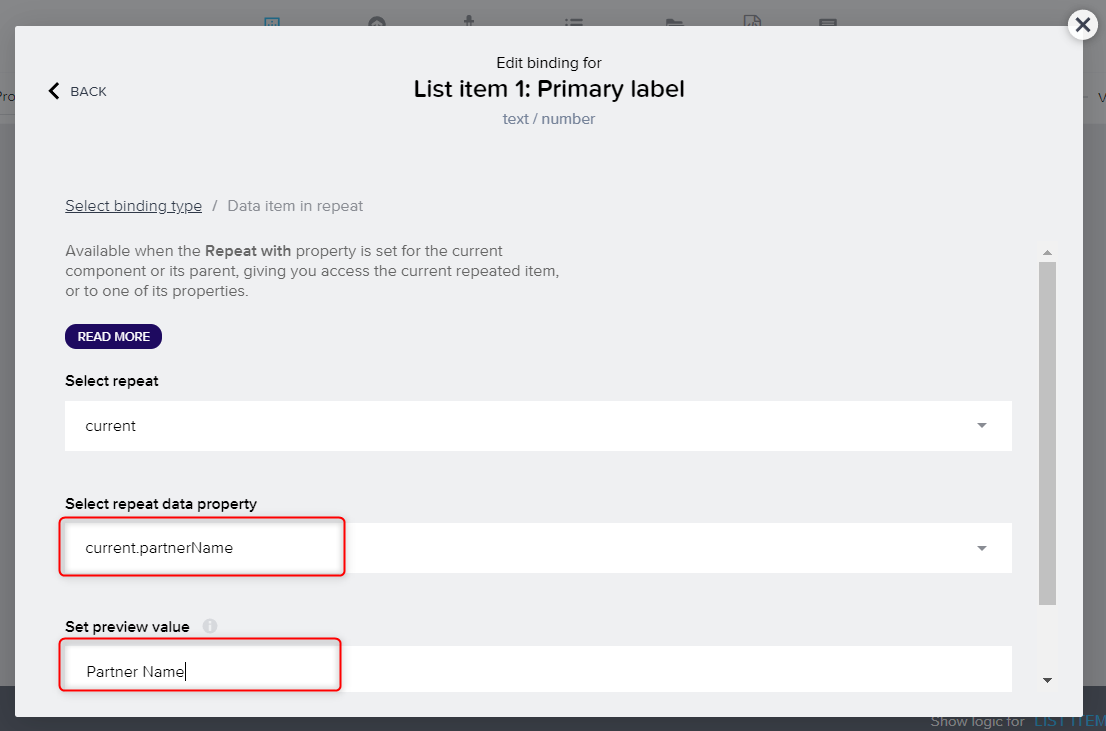 Edit binding for
BACK
List item 1: Primary label
text / number
Select binding type / Data item in repeat
Available when the Repeat with property is set for the current
component or its parent, giving you access the current repeated item,
or to one of its properties.
READ MORE
Select repeat
current
Select repeat data property
current.partnerName
Set preview value
Partner Name
Show logic for LIST ITEM